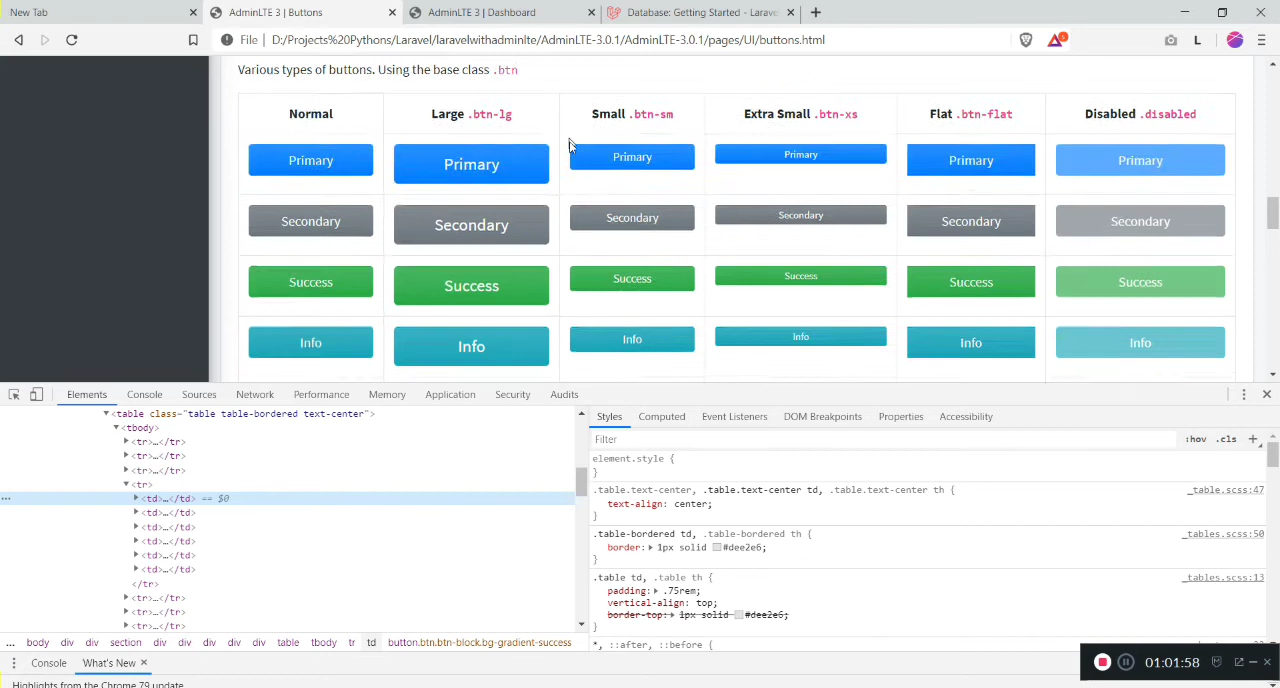 New Tab × AdminLTE 3 | Buttons × AdminLTE 3 | Dashboard × Database: Getting Started - Larave × +
File | D:/Projects%20Pythons/Laravel/laravelwithadminlte/AdminLTE-3.0.1/AdminLTE-3.0.1/pages/UI/buttons.html L
Various types of buttons. Using the base class .btn
Normal Large .btn-lg Small .btn-sm Extra Small .btn-xs Flat .btn-flat Disabled .disabled
Primary Primary Primary Primary Primary Primary
Secondary Secondary Secondary Secondary Secondary Secondary
Success Success Success Success Success Success
Info Info Info Info Info Info
Elements Console Sources Network Performance Memory Application Security Audits
<table class="table table-bordered text-center">
<tbody>
<tr>…</tr>
<tr>…</tr>
<tr>…</tr>
<tr>
<td>…</td> == $0
<td>…</td>
<td>…</td>
<td>…</td>
<td>…</td>
<td>…</td>
</tr>
<tr>…</tr>
<tr>…</tr>
<tr>…</tr>
... body div div section div div div div div table tbody tr td button.btn.btn-block.bg-gradient-success
Styles Computed Event Listeners DOM Breakpoints Properties Accessibility
Filter :hov .cls +
element.style {
}
.table.text-center, .table.text-center td, .table.text-center th { _table.scss:47
text-align: center;
}
.table-bordered td, .table-bordered th { _tables.scss:50
border: 1px solid #dee2e6;
}
.table td, .table th { _tables.scss:13
padding: .75rem;
vertical-align: top;
border-top: 1px solid #dee2e6;
}
*, ::after, ::before {
Console What's New ×
01:01:58
Highlights from the Chrome 79 update